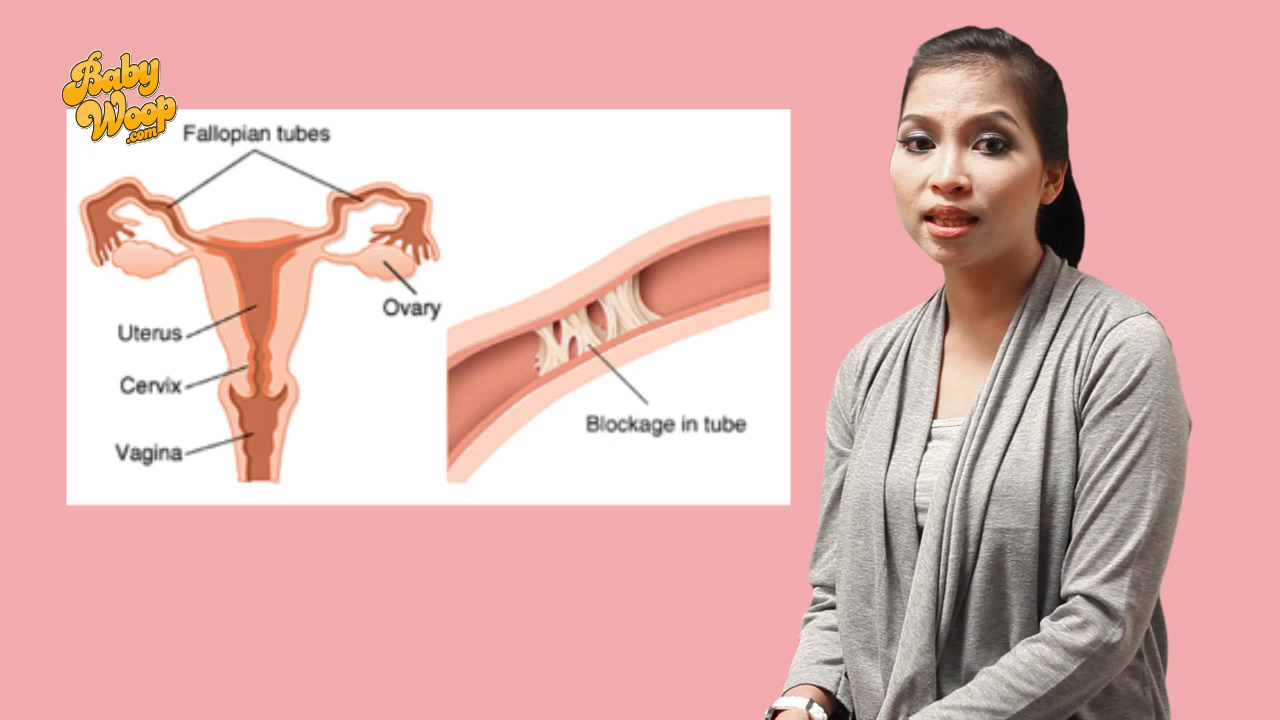 Baby
Woop
.com
Fallopian tubes
Ovary
Uterus
Cervix
Vagina
Blockage in tube